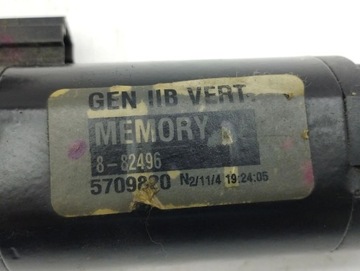 GEN IIB VERT
MEMORY
8-82496
5709820 N2/11/4 19:24:05